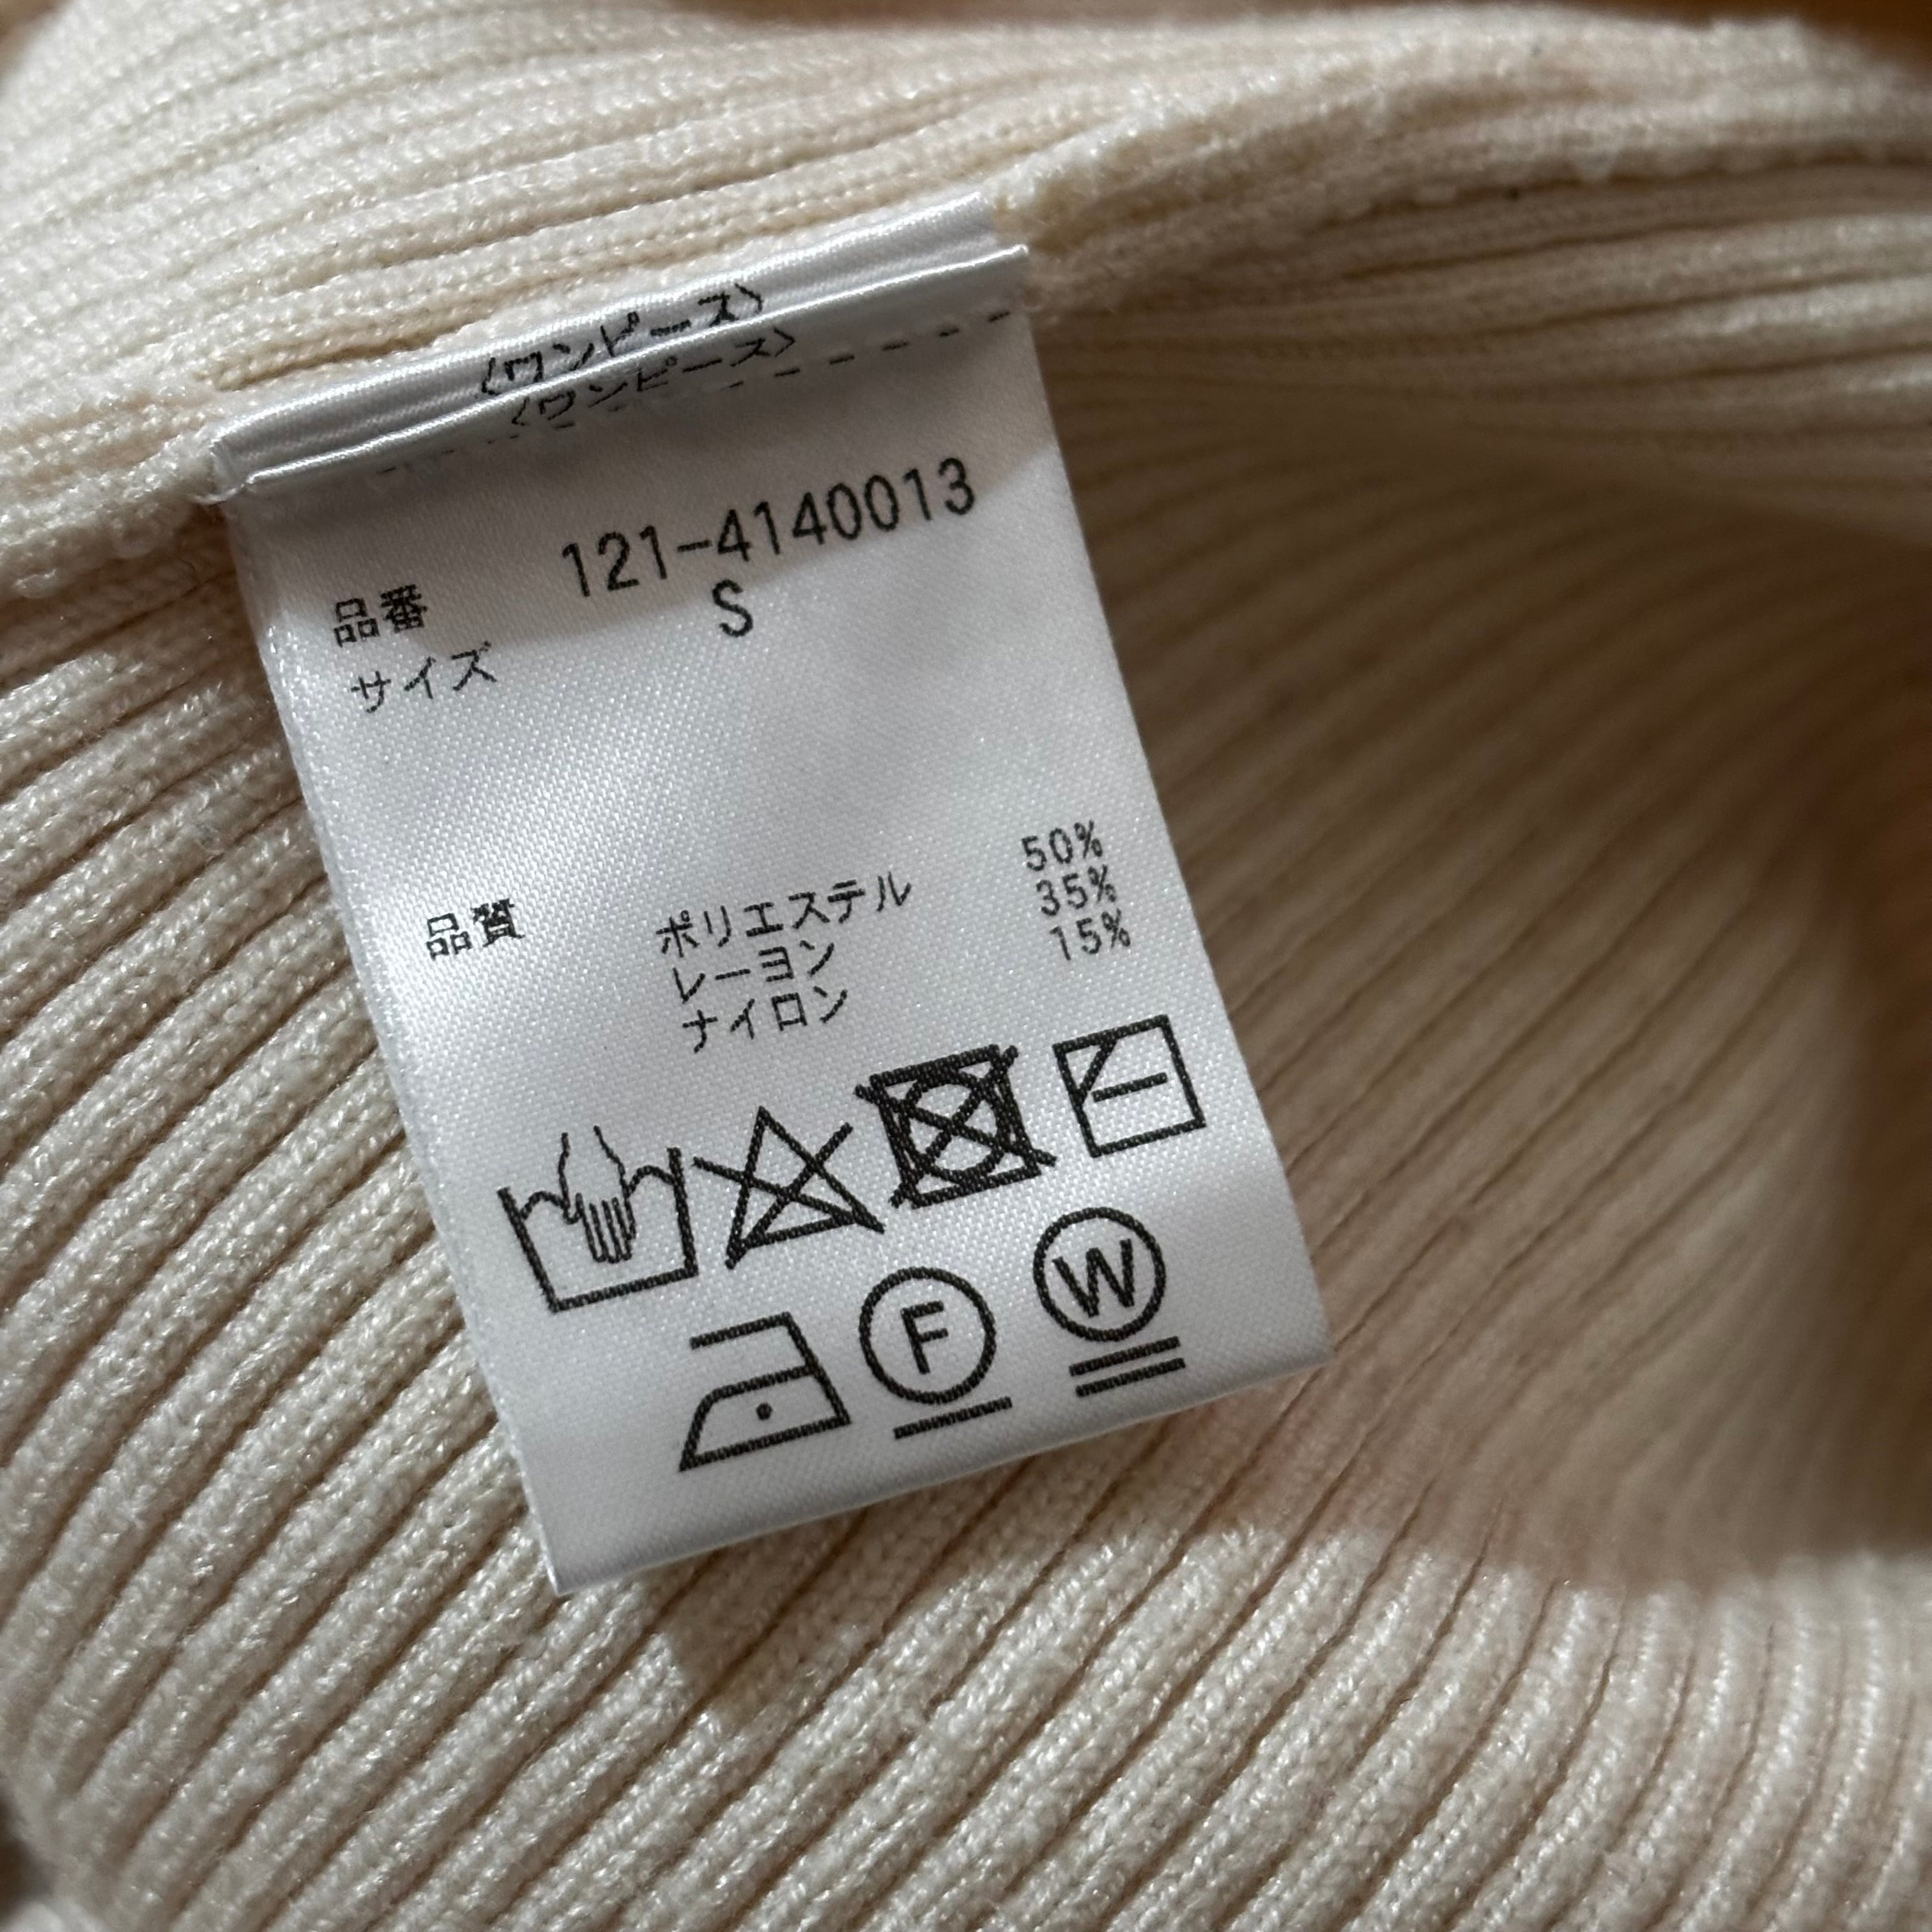 〈ワンピース〉
〈ワンピース〉
品番 121-4140013
サイズ S
品質 ポリエステル 50%
レーヨン 35%
ナイロン 15%
F
W